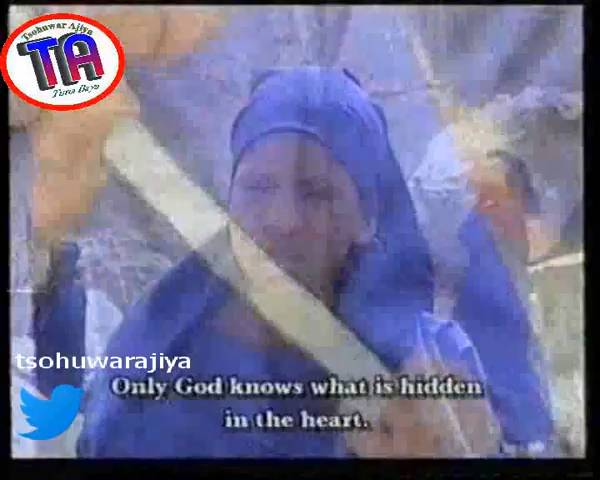 Tsohuwar Ajiya
TA
Tuna Baya
tsohuwarajiya
Only God knows what is hidden
in the heart.